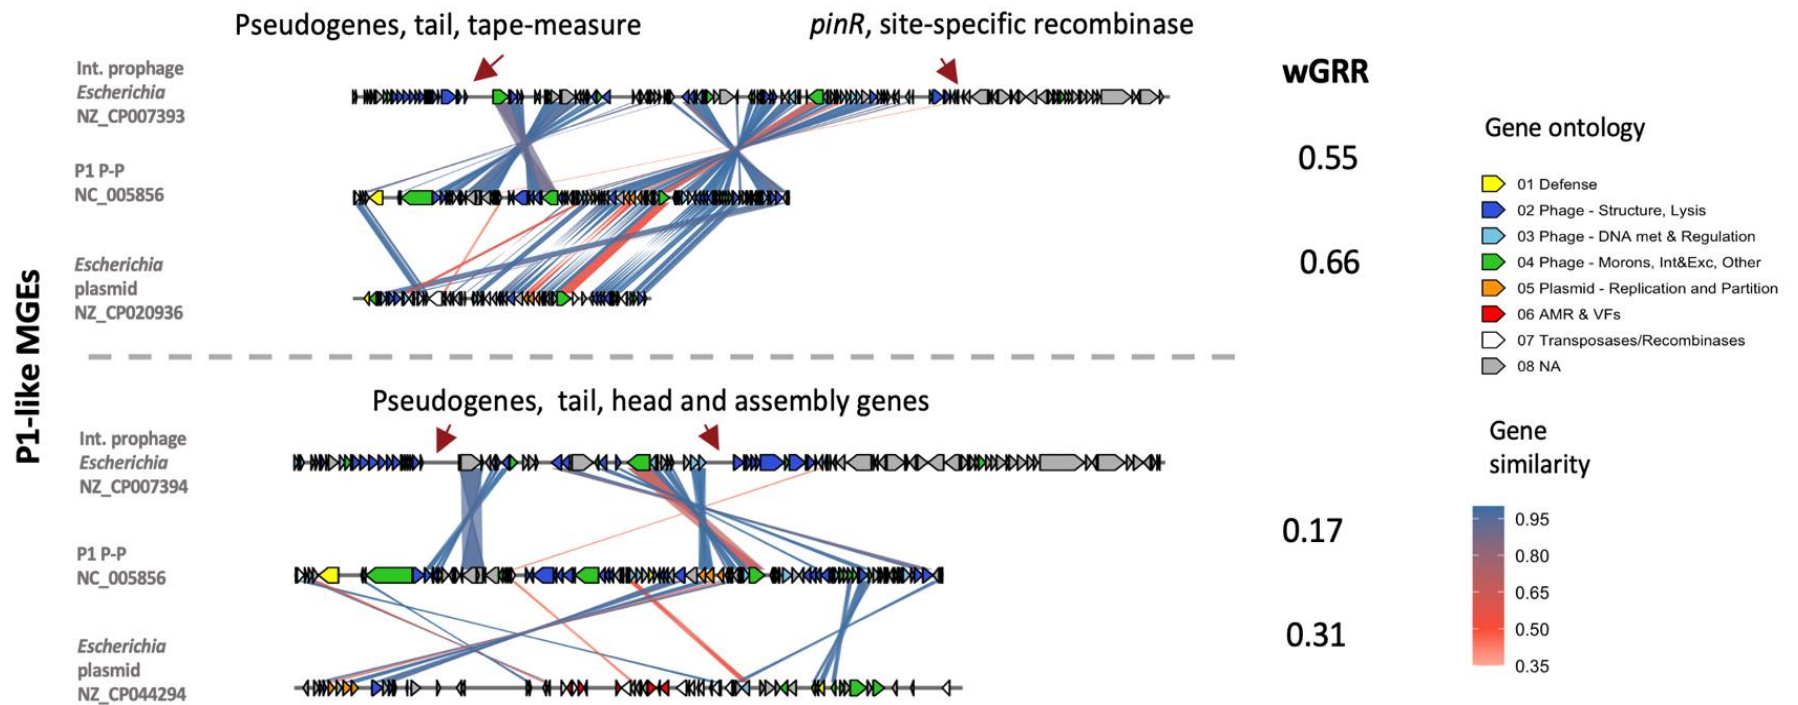 Pseudogenes, tail, tape-measure
pinR, site-specific recombinase
wGRR
Int. prophage
Escherichia
NZ_CP007393
0.55
P1 P-P
NC_005856
0.66
Escherichia
plasmid
NZ_CP020936
P1-like MGEs
Pseudogenes, tail, head and assembly genes
Int. prophage
Escherichia
NZ_CP007394
0.17
P1 P-P
NC_005856
0.31
Escherichia
plasmid
NZ_CP044294
Gene ontology
01 Defense
02 Phage - Structure, Lysis
03 Phage - DNA met & Regulation
04 Phage - Morons, Int&Exc, Other
05 Plasmid - Replication and Partition
06 AMR & VFs
07 Transposases/Recombinases
08 NA
Gene
similarity
0.95
0.80
0.65
0.50
0.35